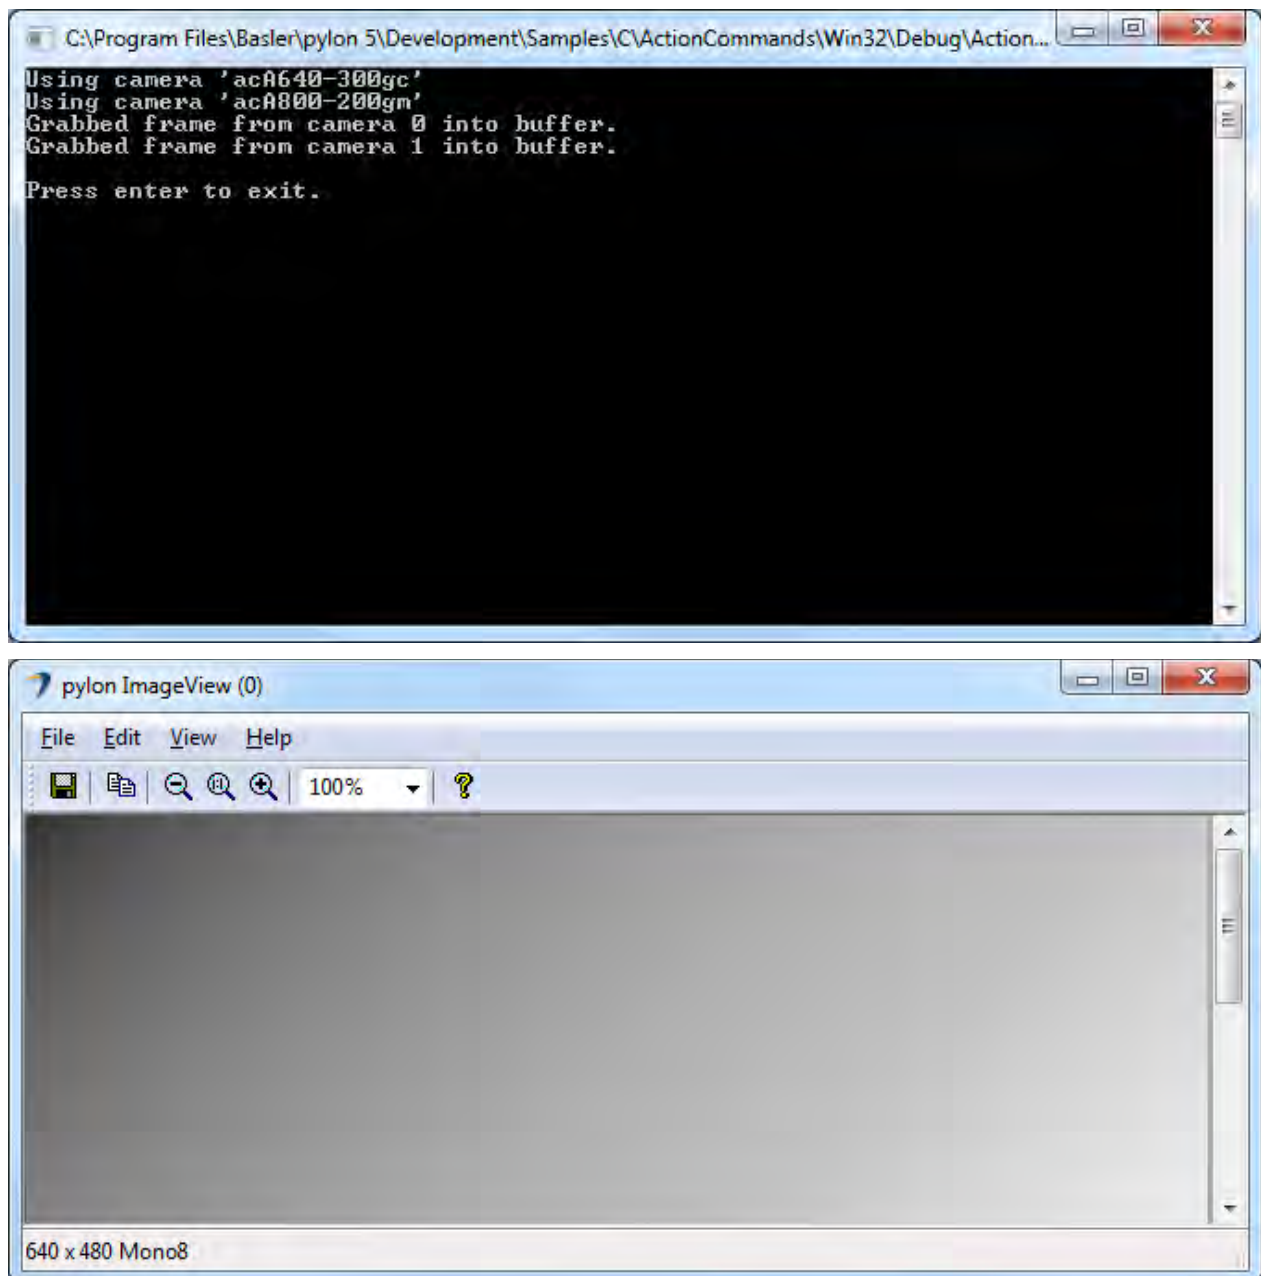 C:\Program Files\Basler\pylon 5\Development\Samples\C\ActionCommands\Win32\Debug\Action...
Using camera 'acA640-300gc'
Using camera 'acA800-200gm'
Grabbed frame from camera 0 into buffer.
Grabbed frame from camera 1 into buffer.
Press enter to exit.
pylon ImageView (0)
File Edit View Help
100%
640 x 480 Mono8